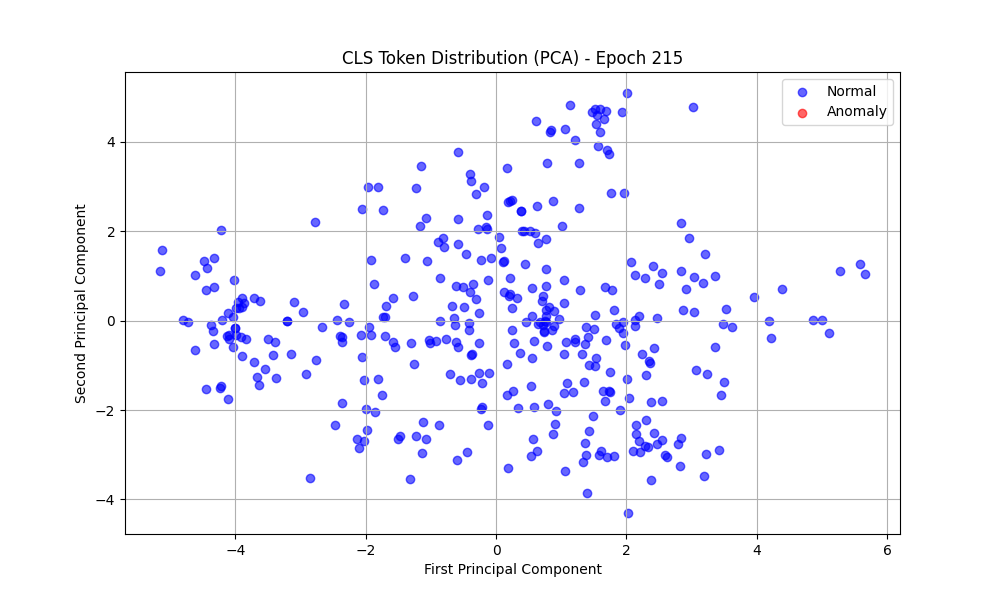 CLS Token Distribution (PCA) - Epoch 215
Normal
Anomaly
Second Principal Component
4
2
0
−2
−4
−4
−2
0
2
4
6
First Principal Component